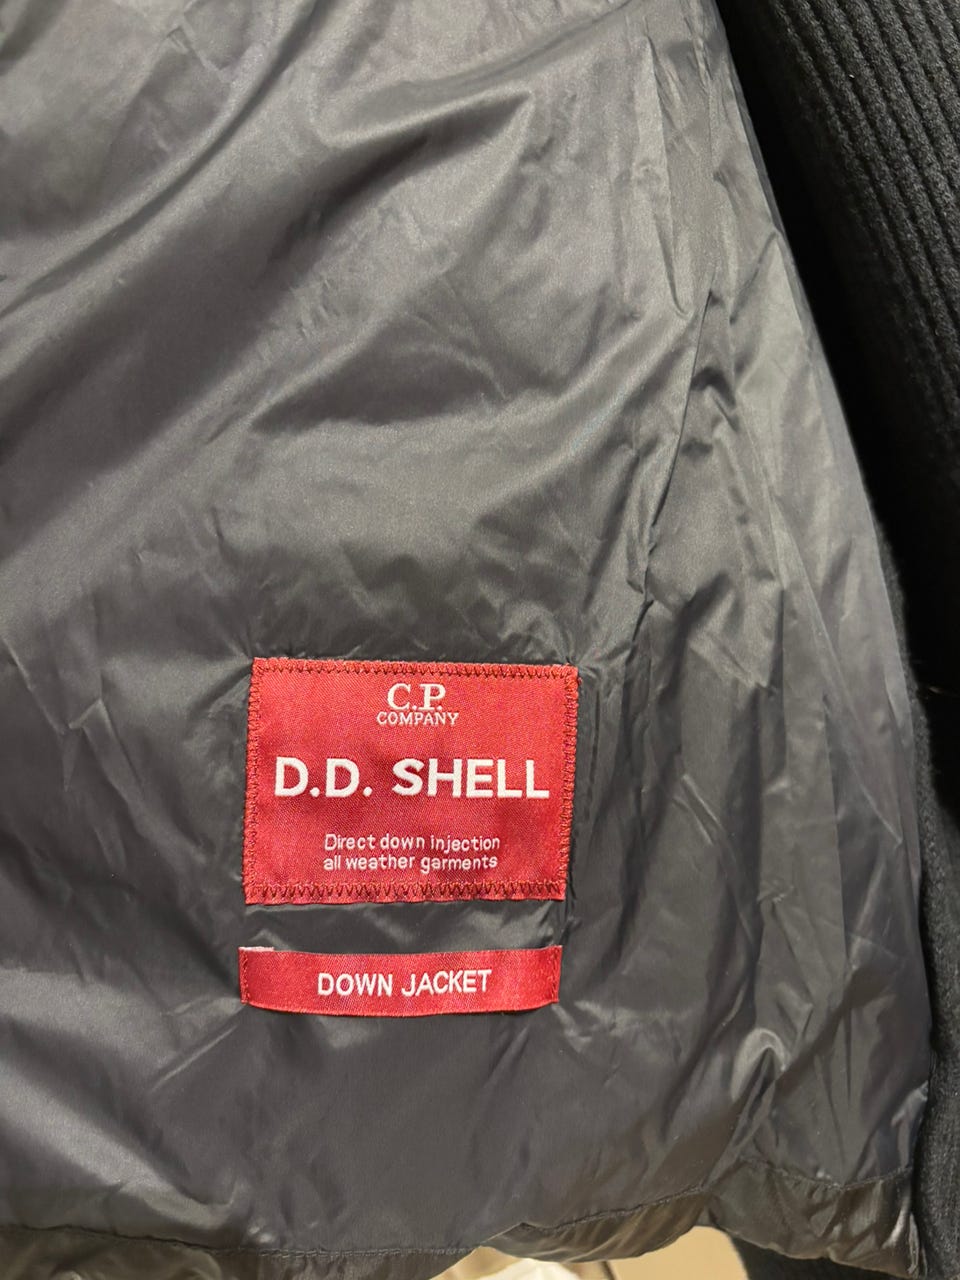 C.P.
COMPANY
D.D. SHELL
Direct down injection
all weather garments
DOWN JACKET